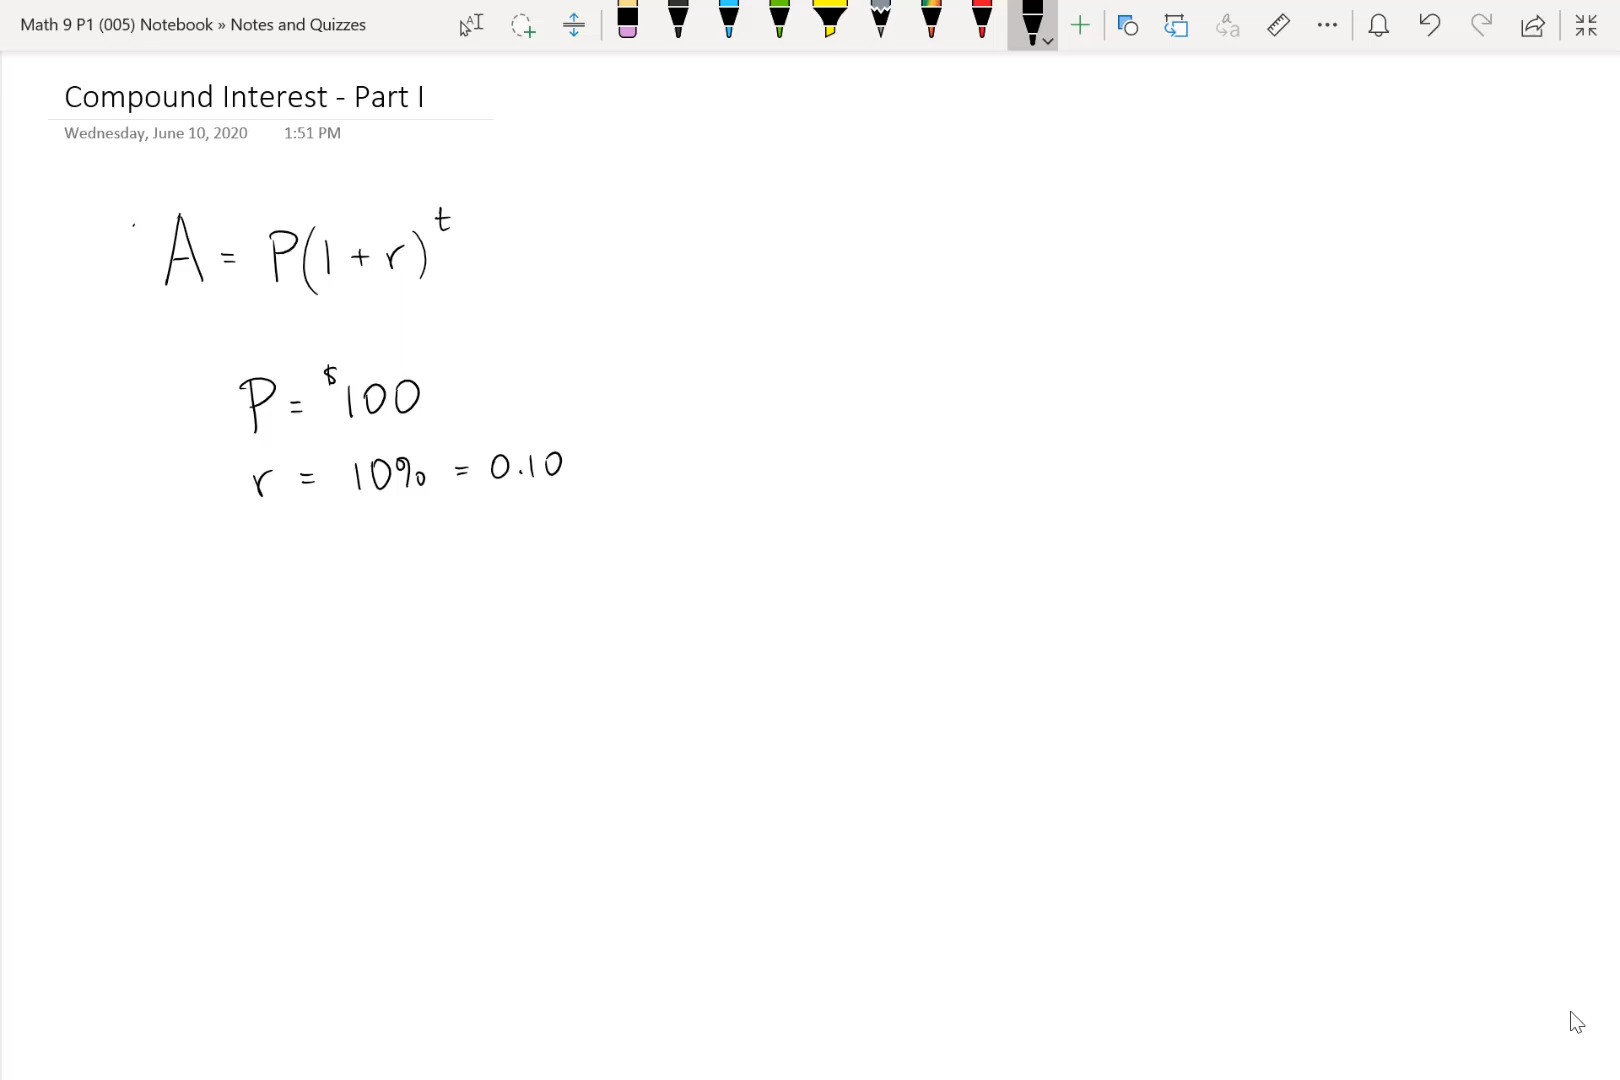 Math 9 P1 (005) Notebook » Notes and Quizzes
Compound Interest - Part I
Wednesday, June 10, 2020 1:51 PM
A = P(1 + r)^t
P = $100
r = 10% = 0.10